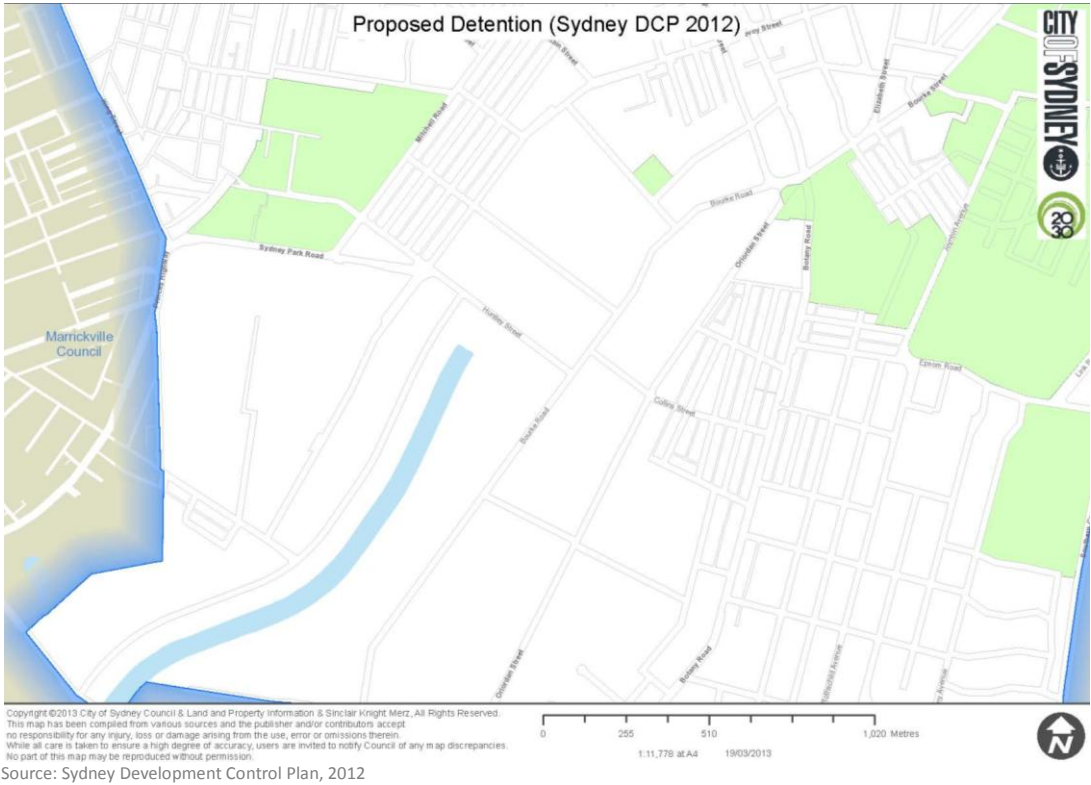 Proposed Detention (Sydney DCP 2012)
CITY OF SYDNEY
2030
Elizabeth Street
Bourke Street
Mitchell Road
Bourke Road
Oriordan Street
Botany Road
Sydney Park Road
Marrickville
Council
Huntley Street
Epsom Road
Collins Street
Bourke Road
Oriordan Street
Botany Road
Copyright ©2013 City of Sydney Council & Land and Property Information & Sinclair Knight Merz, All Rights Reserved.
This map has been compiled from various sources and the publisher and/or contributors accept
no responsibility for any injury, loss or damage arising from the use, error or omissions therein.
While all care is taken to ensure a high degree of accuracy, users are invited to notify Council of any map discrepancies.
No part of this map may be reproduced without permission.
0 255 510 1,020 Metres
1:11,778 at A4 19/03/2013
N
Source: Sydney Development Control Plan, 2012